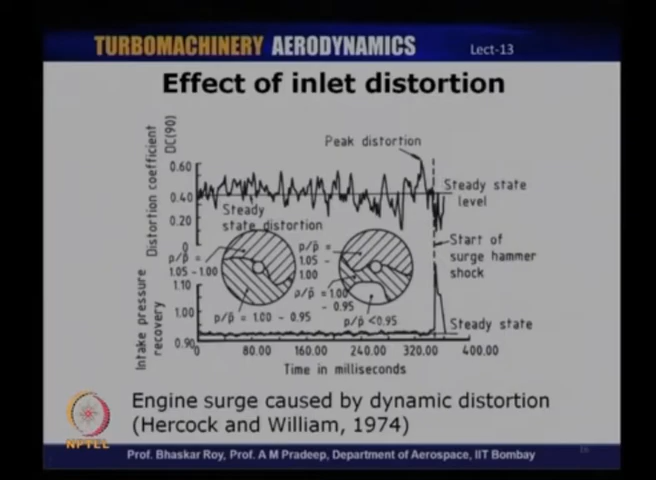 TURBOMACHINERY AERODYNAMICS
Lect-13
Effect of inlet distortion
Distortion coefficient
DC(90)
0.60
0.40
0.20
0
Peak distortion
Steady state
level
Steady
state distortion
p/p̄ =
1.05 - 1.00
p/p̄ = 1.00 - 0.95
p/p̄ =
1.05 -
1.00
p/p̄ = 1.00
- 0.95
p/p̄ <0.95
Start of
surge hammer
shock
Intake pressure
recovery
1.10
1.00
0.90
Steady state
0
80.00
160.00
240.00
320.00
400.00
Time in milliseconds
Engine surge caused by dynamic distortion
(Hercock and William, 1974)
NPTEL
Prof. Bhaskar Roy, Prof. A M Pradeep, Department of Aerospace, IIT Bombay
16